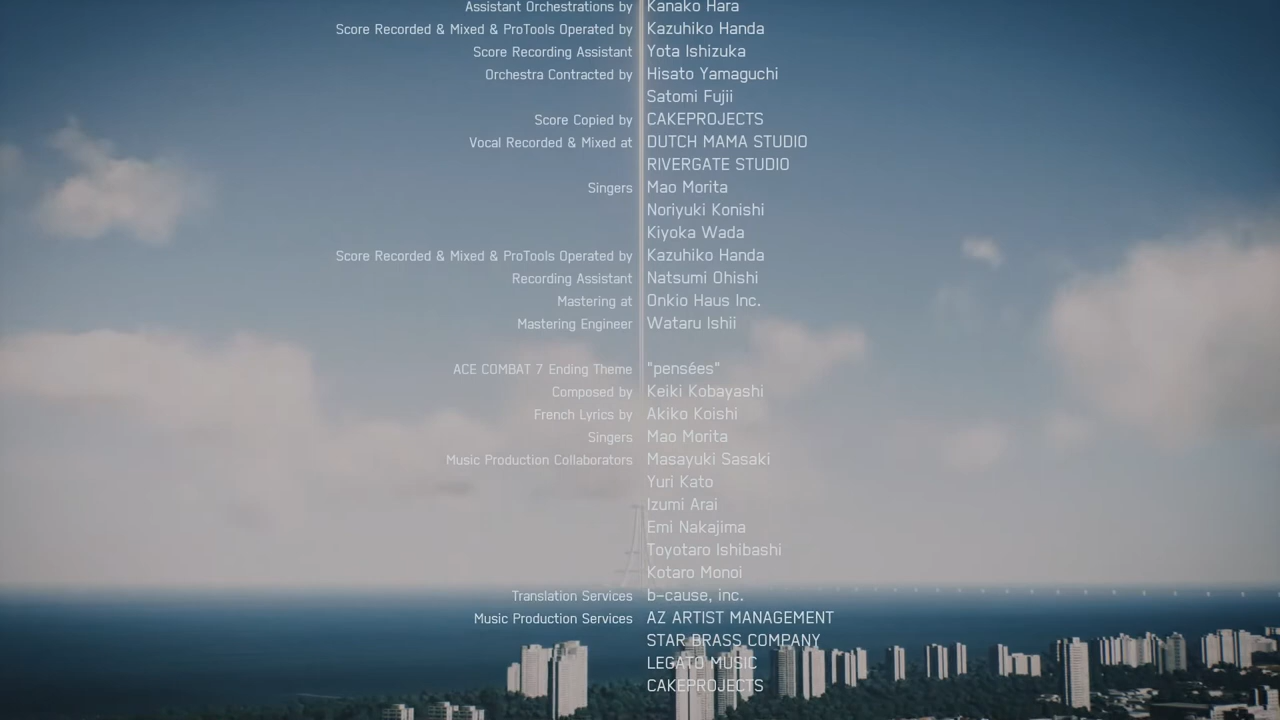 Assistant Orchestrations by Kanako Hara
Score Recorded & Mixed & ProTools Operated by Kazuhiko Handa
Score Recording Assistant Yota Ishizuka
Orchestra Contracted by Hisato Yamaguchi
Satomi Fujii
Score Copied by CAKEPROJECTS
Vocal Recorded & Mixed at DUTCH MAMA STUDIO
RIVERGATE STUDIO
Singers Mao Morita
Noriyuki Konishi
Kiyoka Wada
Score Recorded & Mixed & ProTools Operated by Kazuhiko Handa
Recording Assistant Natsumi Ohishi
Mastering at Onkio Haus Inc.
Mastering Engineer Wataru Ishii
ACE COMBAT 7 Ending Theme "pensées"
Composed by Keiki Kobayashi
French Lyrics by Akiko Koishi
Singers Mao Morita
Music Production Collaborators Masayuki Sasaki
Yuri Kato
Izumi Arai
Emi Nakajima
Toyotaro Ishibashi
Kotaro Monoi
Translation Services b-cause, inc.
Music Production Services AZ ARTIST MANAGEMENT
STAR BRASS COMPANY
LEGATO MUSIC
CAKEPROJECTS